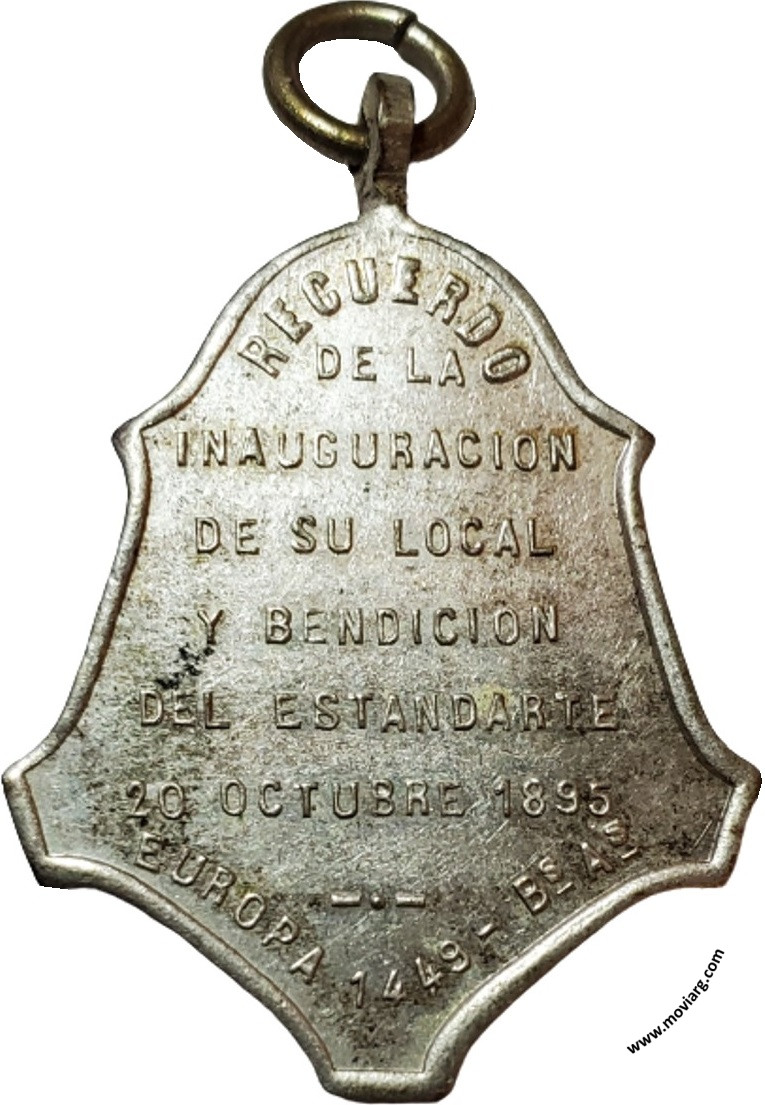 RECUERDO
DE LA
INAUGURACION
DE SU LOCAL
Y BENDICION
DEL ESTANDARTE
20 OCTUBRE 1895
EUROPA 1449 - Bs As
www.moviarg.com